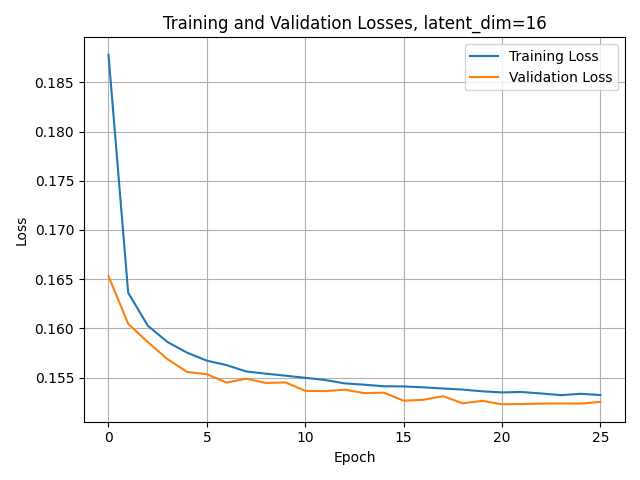 Training and Validation Losses, latent_dim=16
Training Loss
Validation Loss
0.185
0.180
0.175
0.170
0.165
0.160
0.155
Loss
0 5 10 15 20 25
Epoch